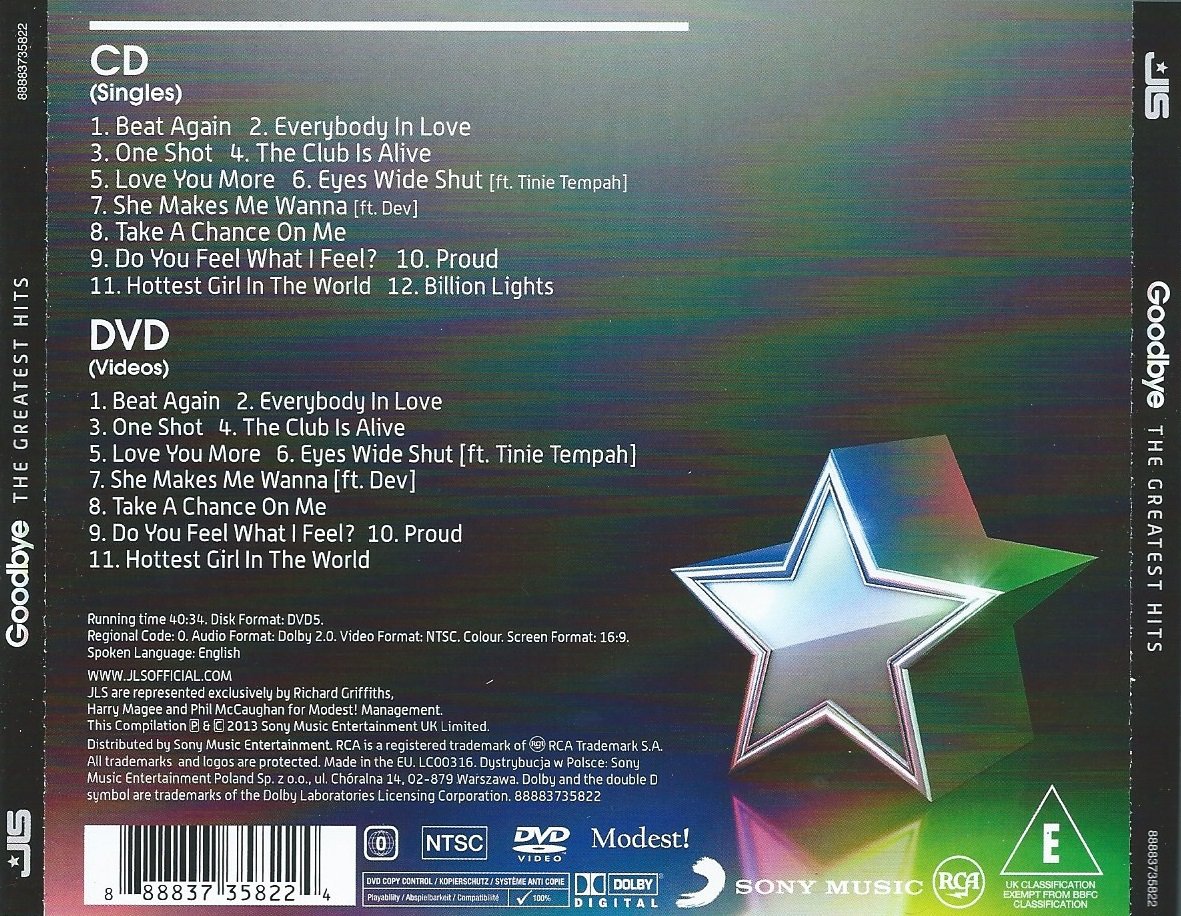 88883735822
Goodbye THE GREATEST HITS
JLS
CD
(Singles)
1. Beat Again 2. Everybody In Love
3. One Shot 4. The Club Is Alive
5. Love You More 6. Eyes Wide Shut [ft. Tinie Tempah]
7. She Makes Me Wanna [ft. Dev]
8. Take A Chance On Me
9. Do You Feel What I Feel? 10. Proud
11. Hottest Girl In The World 12. Billion Lights
DVD
(Videos)
1. Beat Again 2. Everybody In Love
3. One Shot 4. The Club Is Alive
5. Love You More 6. Eyes Wide Shut [ft. Tinie Tempah]
7. She Makes Me Wanna [ft. Dev]
8. Take A Chance On Me
9. Do You Feel What I Feel? 10. Proud
11. Hottest Girl In The World
Running time 40:34. Disk Format: DVD5.
Regional Code: 0. Audio Format: Dolby 2.0. Video Format: NTSC. Colour. Screen Format: 16:9.
Spoken Language: English
WWW.JLSOFFICIAL.COM
JLS are represented exclusively by Richard Griffiths,
Harry Magee and Phil McCaughan for Modest! Management.
This Compilation ℗ & © 2013 Sony Music Entertainment UK Limited.
Distributed by Sony Music Entertainment. RCA is a registered trademark of RCA RCA Trademark S.A.
All trademarks and logos are protected. Made in the EU. LC00316. Dystrybucja w Polsce: Sony
Music Entertainment Poland Sp. z o.o., ul. Chóralna 14, 02-879 Warszawa. Dolby and the double D
symbol are trademarks of the Dolby Laboratories Licensing Corporation. 88883735822
8 88837 35822 4
0
NTSC
DVD
VIDEO
Modest!
DVD COPY CONTROL / KOPIERSCHUTZ / SYSTÈME ANTI COPIE
Playability / Abspielbarkeit / Compatibilité ✓ 100%
DOLBY
DIGITAL
SONY MUSIC
RCA
E
UK CLASSIFICATION
EXEMPT FROM BBFC
CLASSIFICATION
JLS
Goodbye THE GREATEST HITS
88883735822